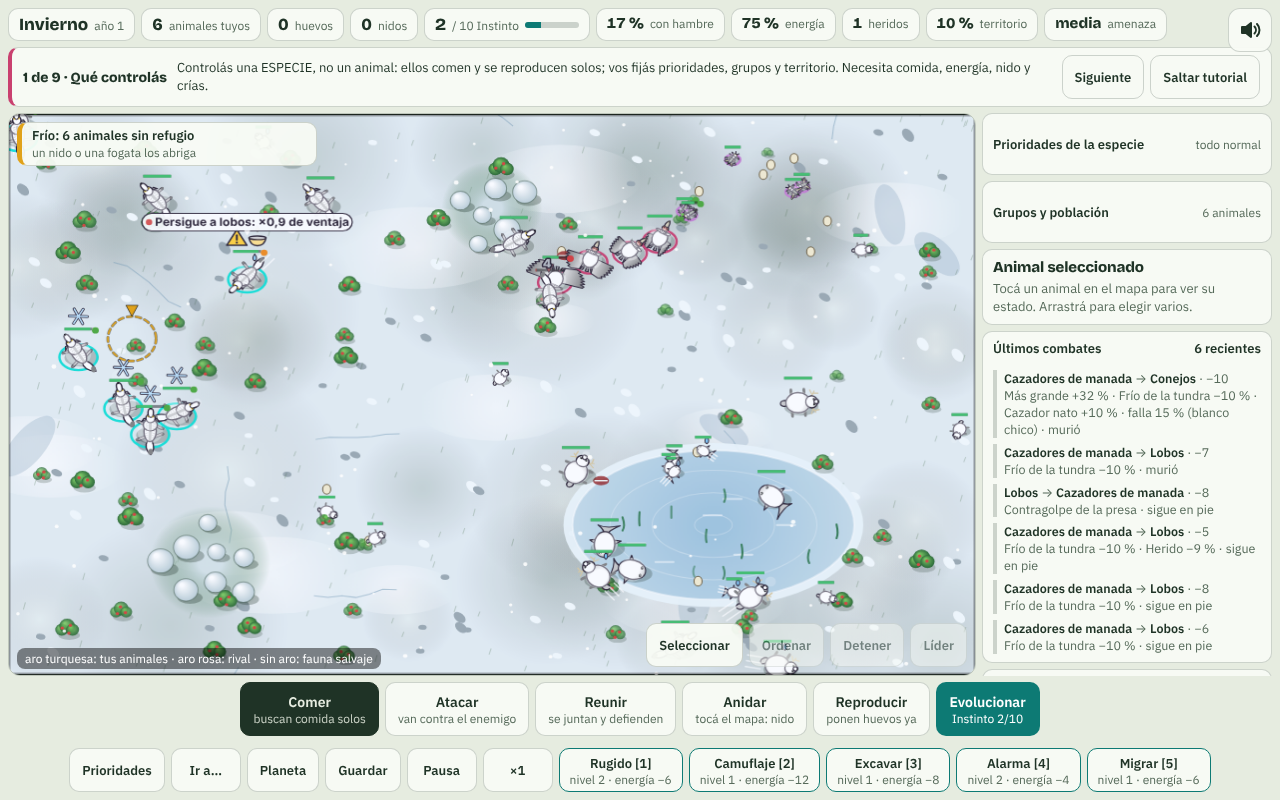 Invierno año 1
6 animales tuyos
0 huevos
0 nidos
2 / 10 Instinto
17 % con hambre
75 % energía
1 heridos
10 % territorio
media amenaza
1 de 9 · Qué controlás
Controlás una ESPECIE, no un animal: ellos comen y se reproducen solos; vos fijás prioridades, grupos y territorio. Necesita comida, energía, nido y
crías.
Siguiente
Saltar tutorial
Frío: 6 animales sin refugio
un nido o una fogata los abriga
Persigue a lobos: ×0,9 de ventaja
4
aro turquesa: tus animales · aro rosa: rival · sin aro: fauna salvaje
Seleccionar
Ordenar
Detener
Líder
Prioridades de la especie
todo normal
Grupos y población
6 animales
Animal seleccionado
Tocá un animal en el mapa para ver su
estado. Arrastrá para elegir varios.
Últimos combates
6 recientes
Cazadores de manada → Conejos · −10
Más grande +32 % · Frío de la tundra −10 % ·
Cazador nato +10 % · falla 15 % (blanco
chico) · murió
Cazadores de manada → Lobos · −7
Frío de la tundra −10 % · murió
Lobos → Cazadores de manada · −8
Contragolpe de la presa · sigue en pie
Cazadores de manada → Lobos · −5
Frío de la tundra −10 % · Herido −9 % · sigue
en pie
Cazadores de manada → Lobos · −8
Frío de la tundra −10 % · sigue en pie
Cazadores de manada → Lobos · −6
Frío de la tundra −10 % · sigue en pie
Comer
buscan comida solos
Atacar
van contra el enemigo
Reunir
se juntan y defienden
Anidar
tocá el mapa: nido
Reproducir
ponen huevos ya
Evolucionar
Instinto 2/10
Prioridades
Ir a…
Planeta
Guardar
Pausa
×1
Rugido [1]
nivel 2 · energía −6
Camuflaje [2]
nivel 1 · energía −12
Excavar [3]
nivel 1 · energía −8
Alarma [4]
nivel 2 · energía −4
Migrar [5]
nivel 1 · energía −6